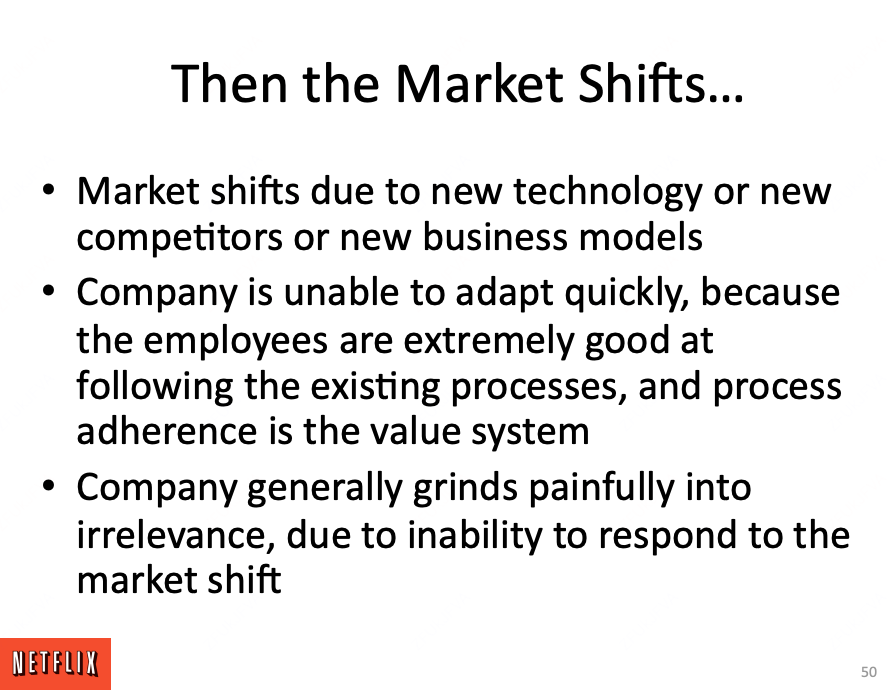 Then the Market Shifts…
• Market shifts due to new technology or new
competitors or new business models
• Company is unable to adapt quickly, because
the employees are extremely good at
following the existing processes, and process
adherence is the value system
• Company generally grinds painfully into
irrelevance, due to inability to respond to the
market shift
NETFLIX
50